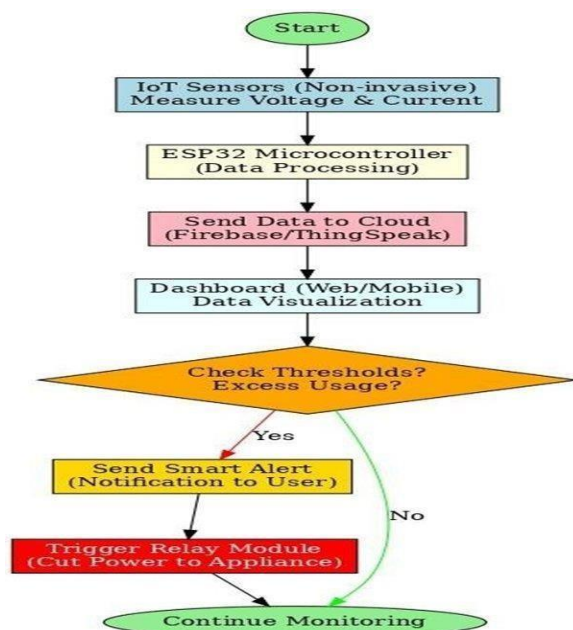 Start
IoT Sensors (Non-invasive)
Measure Voltage & Current
ESP32 Microcontroller
(Data Processing)
Send Data to Cloud
(Firebase/ThingSpeak)
Dashboard (Web/Mobile)
Data Visualization
Check Thresholds?
Excess Usage?
Yes
Send Smart Alert
(Notification to User)
No
Trigger Relay Module
(Cut Power to Appliance)
Continue Monitoring